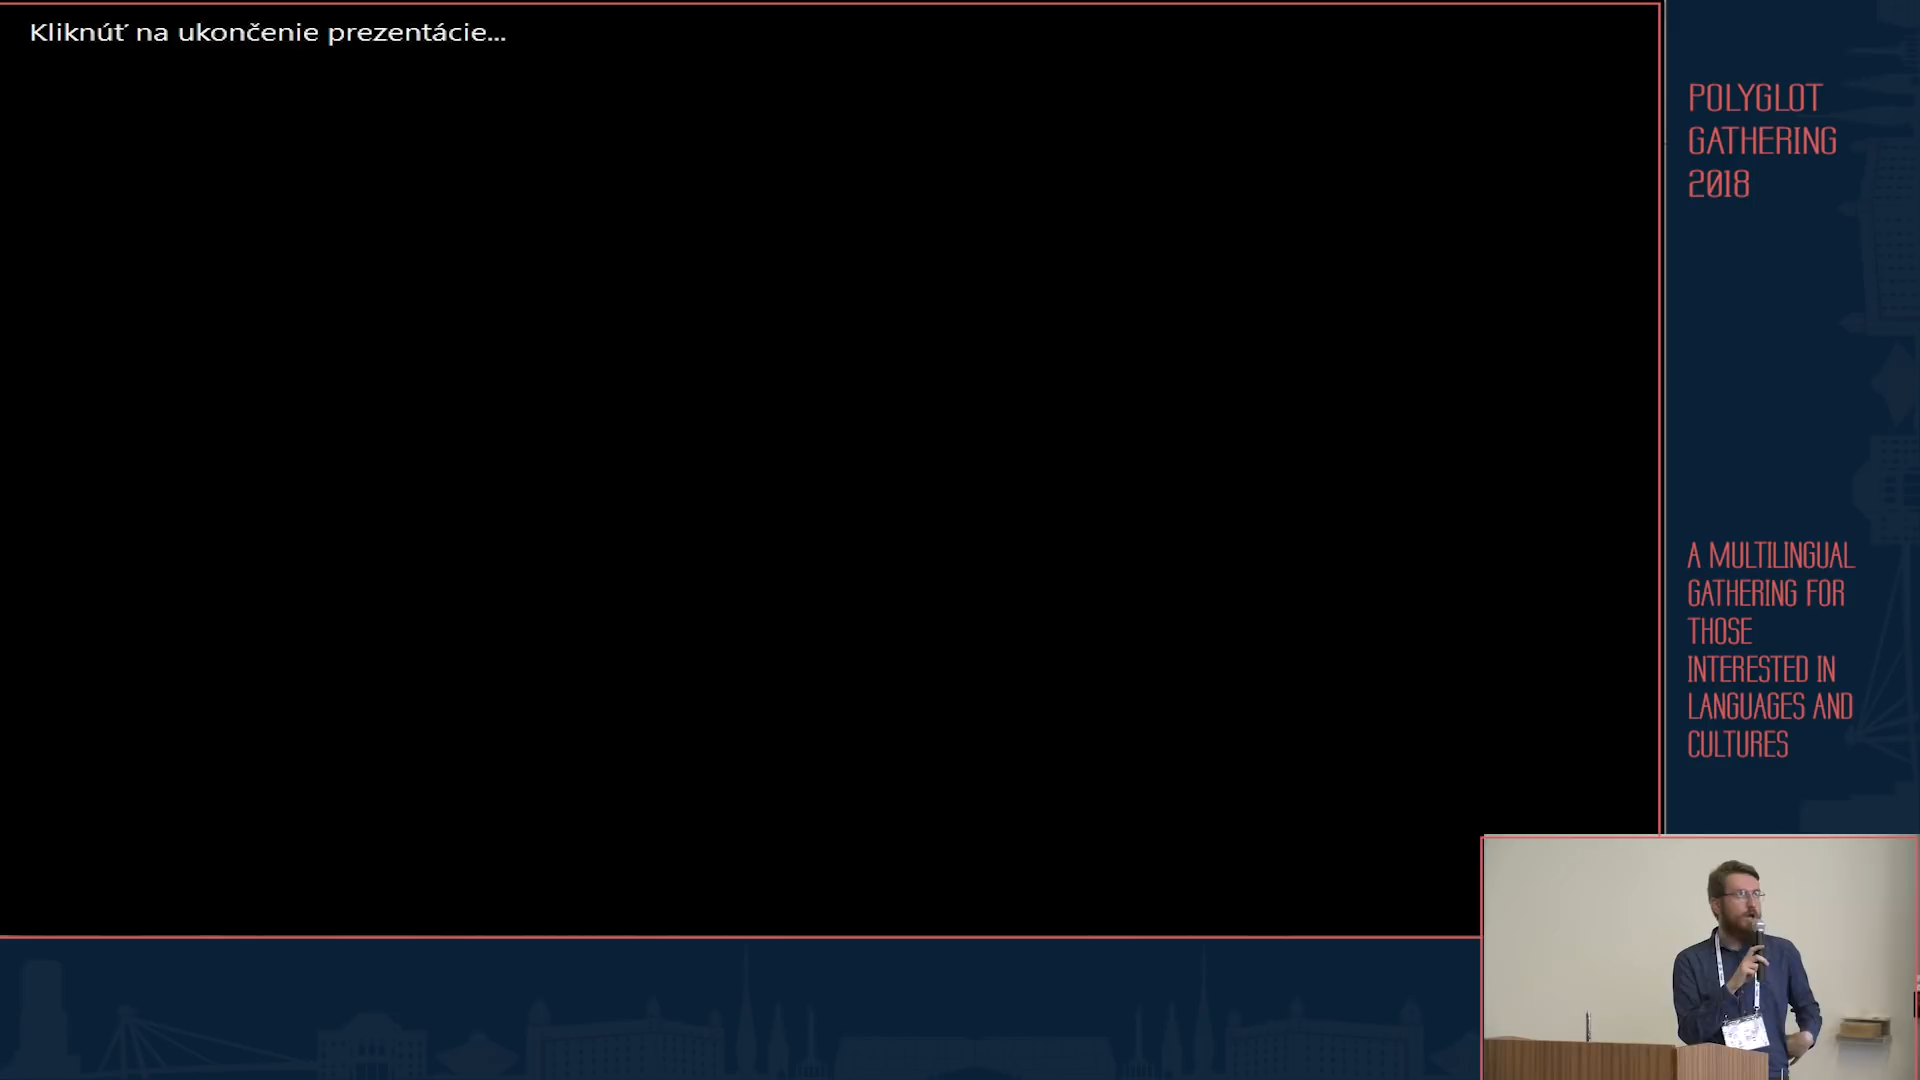 Kliknúť na ukončenie prezentácie...
POLYGLOT
GATHERING
2018
A MULTILINGUAL
GATHERING FOR
THOSE
INTERESTED IN
LANGUAGES AND
CULTURES